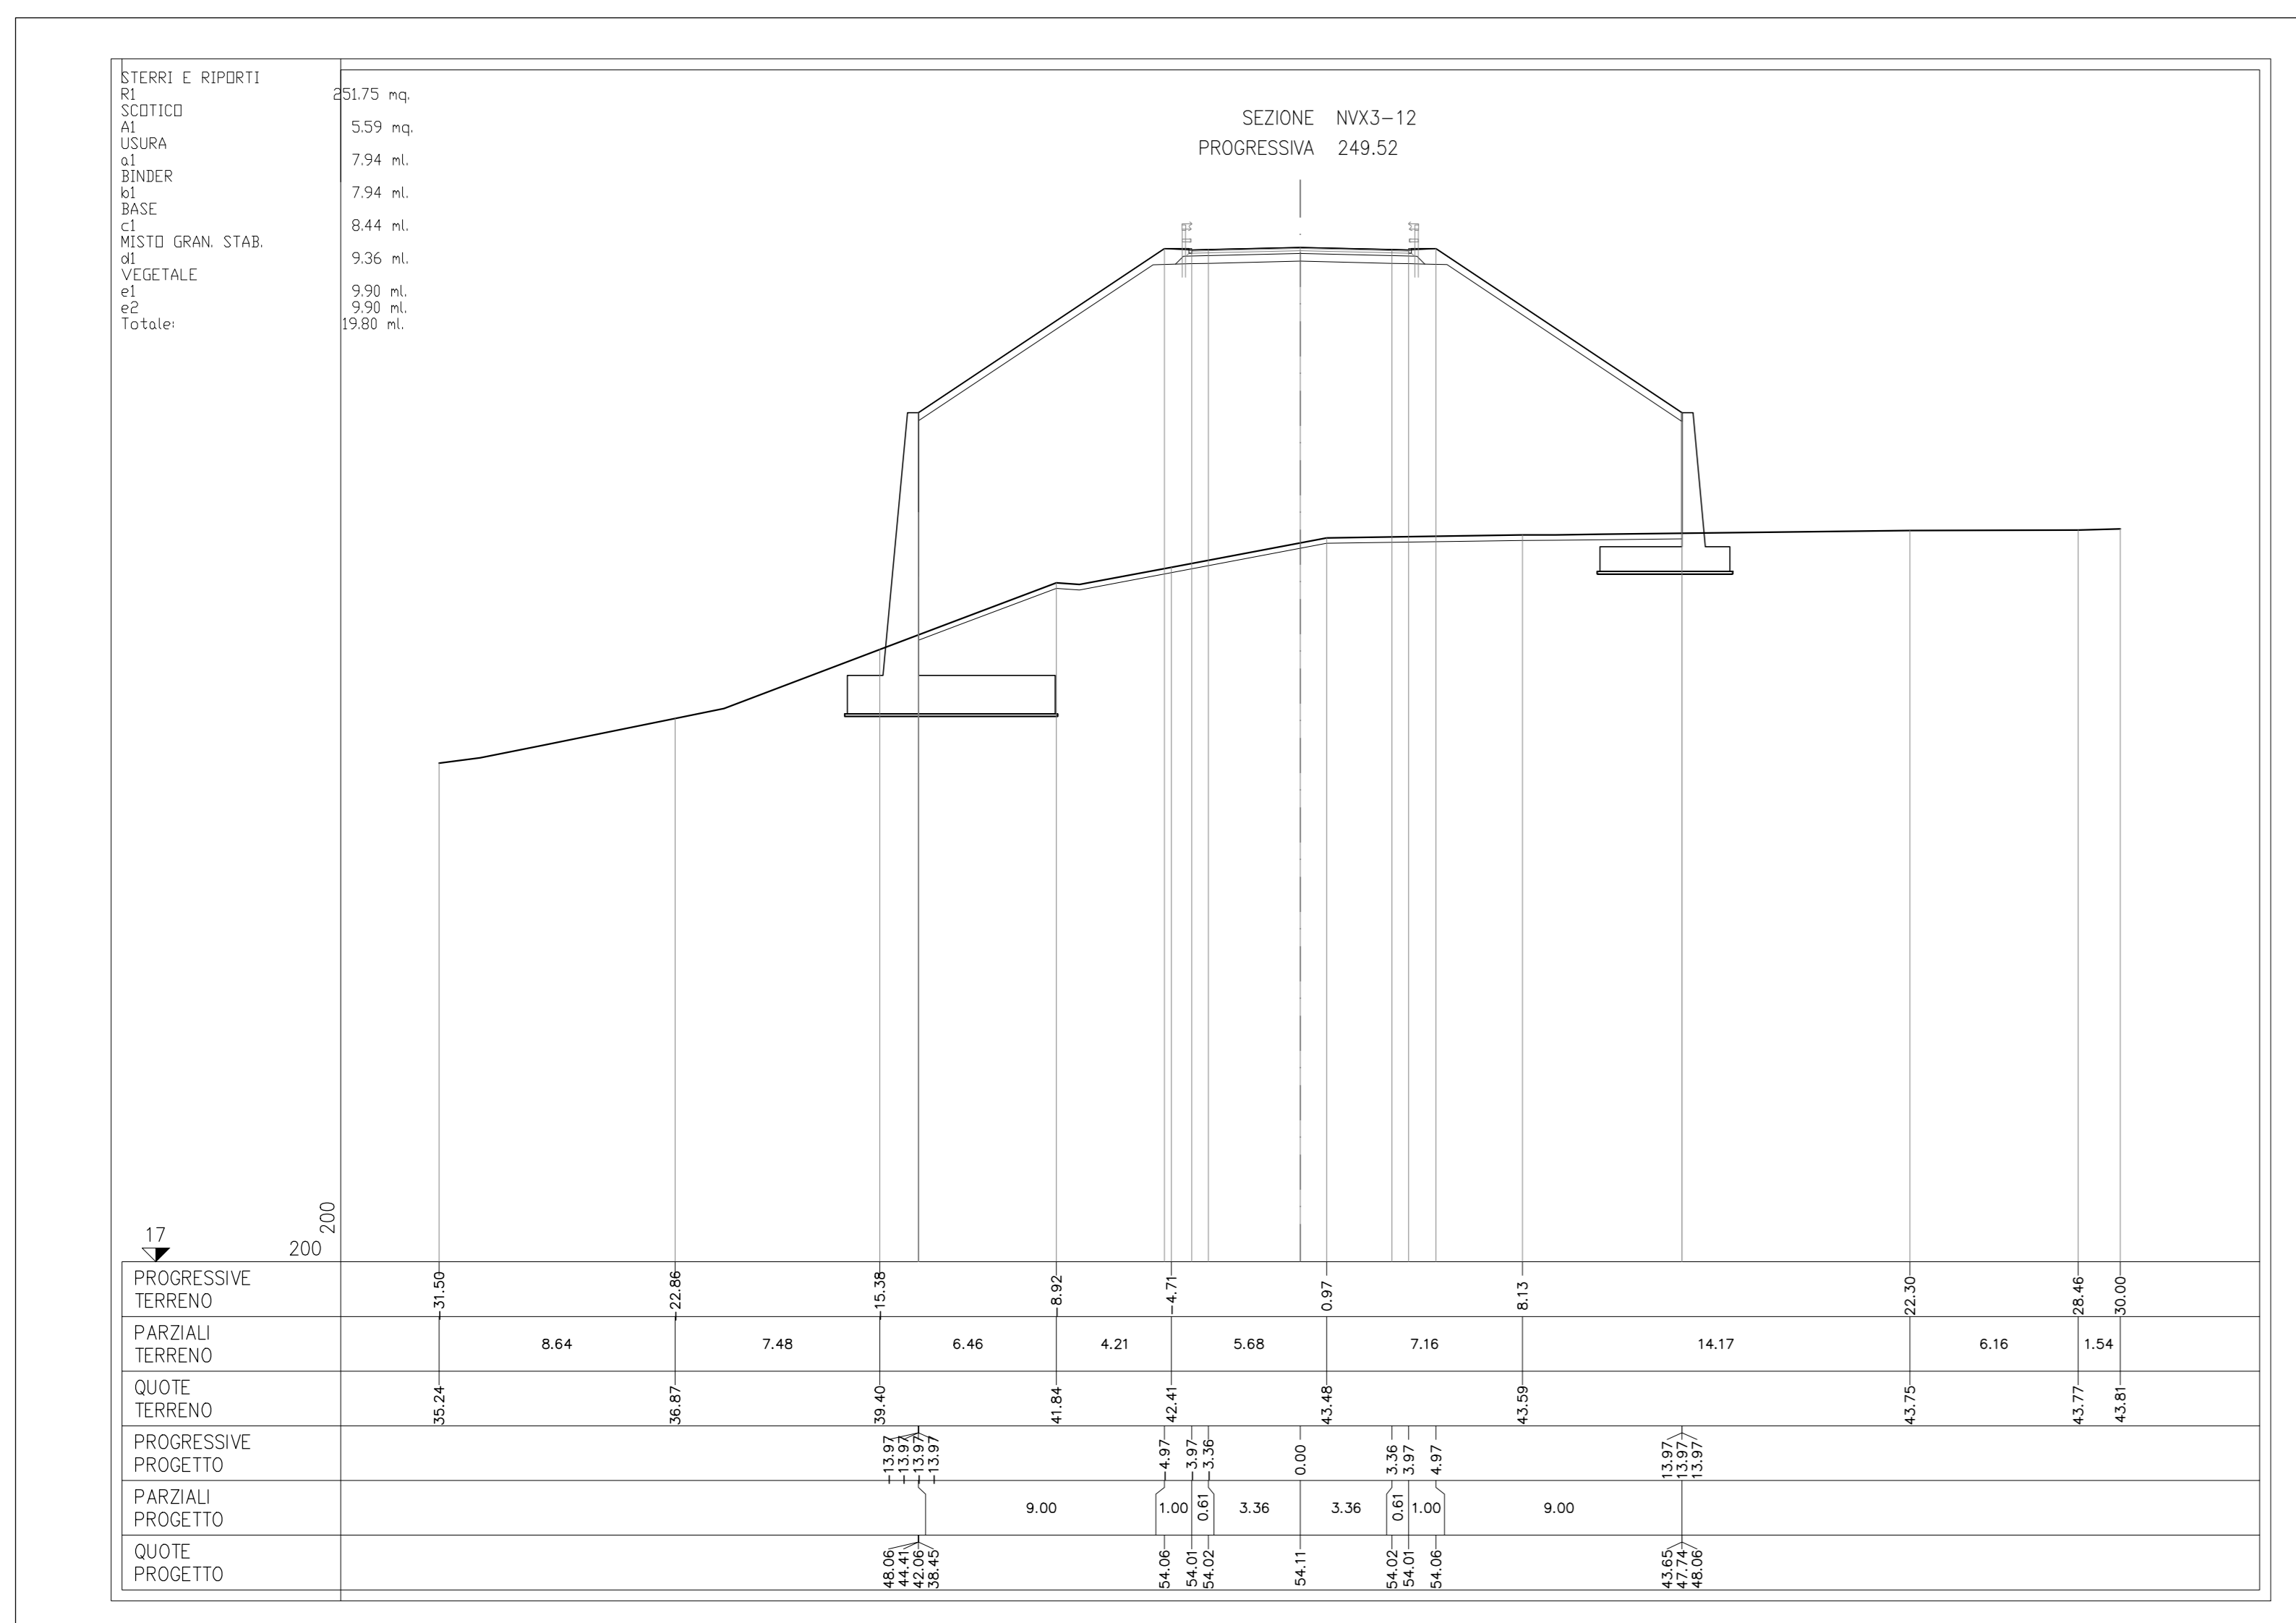 STERRI E RIPORTI
R1 251.75 mq.
SCOTICO
A1 5.59 mq.
USURA
a1 7.94 ml.
BINDER
b1 7.94 ml.
BASE
c1 8.44 ml.
MISTO GRAN. STAB.
d1 9.36 ml.
VEGETALE
e1 9.90 ml.
e2 9.90 ml.
Totale: 19.80 ml.
SEZIONE NVX3-12
PROGRESSIVA 249.52
200
17
200
PROGRESSIVE TERRENO
-31.50 -22.86 -15.38 -8.92 -4.71 0.97 8.13 22.30 28.46 30.00
PARZIALI TERRENO
8.64 7.48 6.46 4.21 5.68 7.16 14.17 6.16 1.54
QUOTE TERRENO
35.24 36.87 39.40 41.84 42.41 43.48 43.59 43.75 43.77 43.81
PROGRESSIVE PROGETTO
-13.97 -13.97 -13.97 -13.97 -4.97 -3.97 -3.36 0.00 3.36 3.97 4.97 13.97 13.97 13.97
PARZIALI PROGETTO
9.00 1.00 0.61 3.36 3.36 0.61 1.00 9.00
QUOTE PROGETTO
48.06 44.41 42.06 38.45 54.06 54.01 54.02 54.11 54.02 54.01 54.06 43.65 47.74 48.06